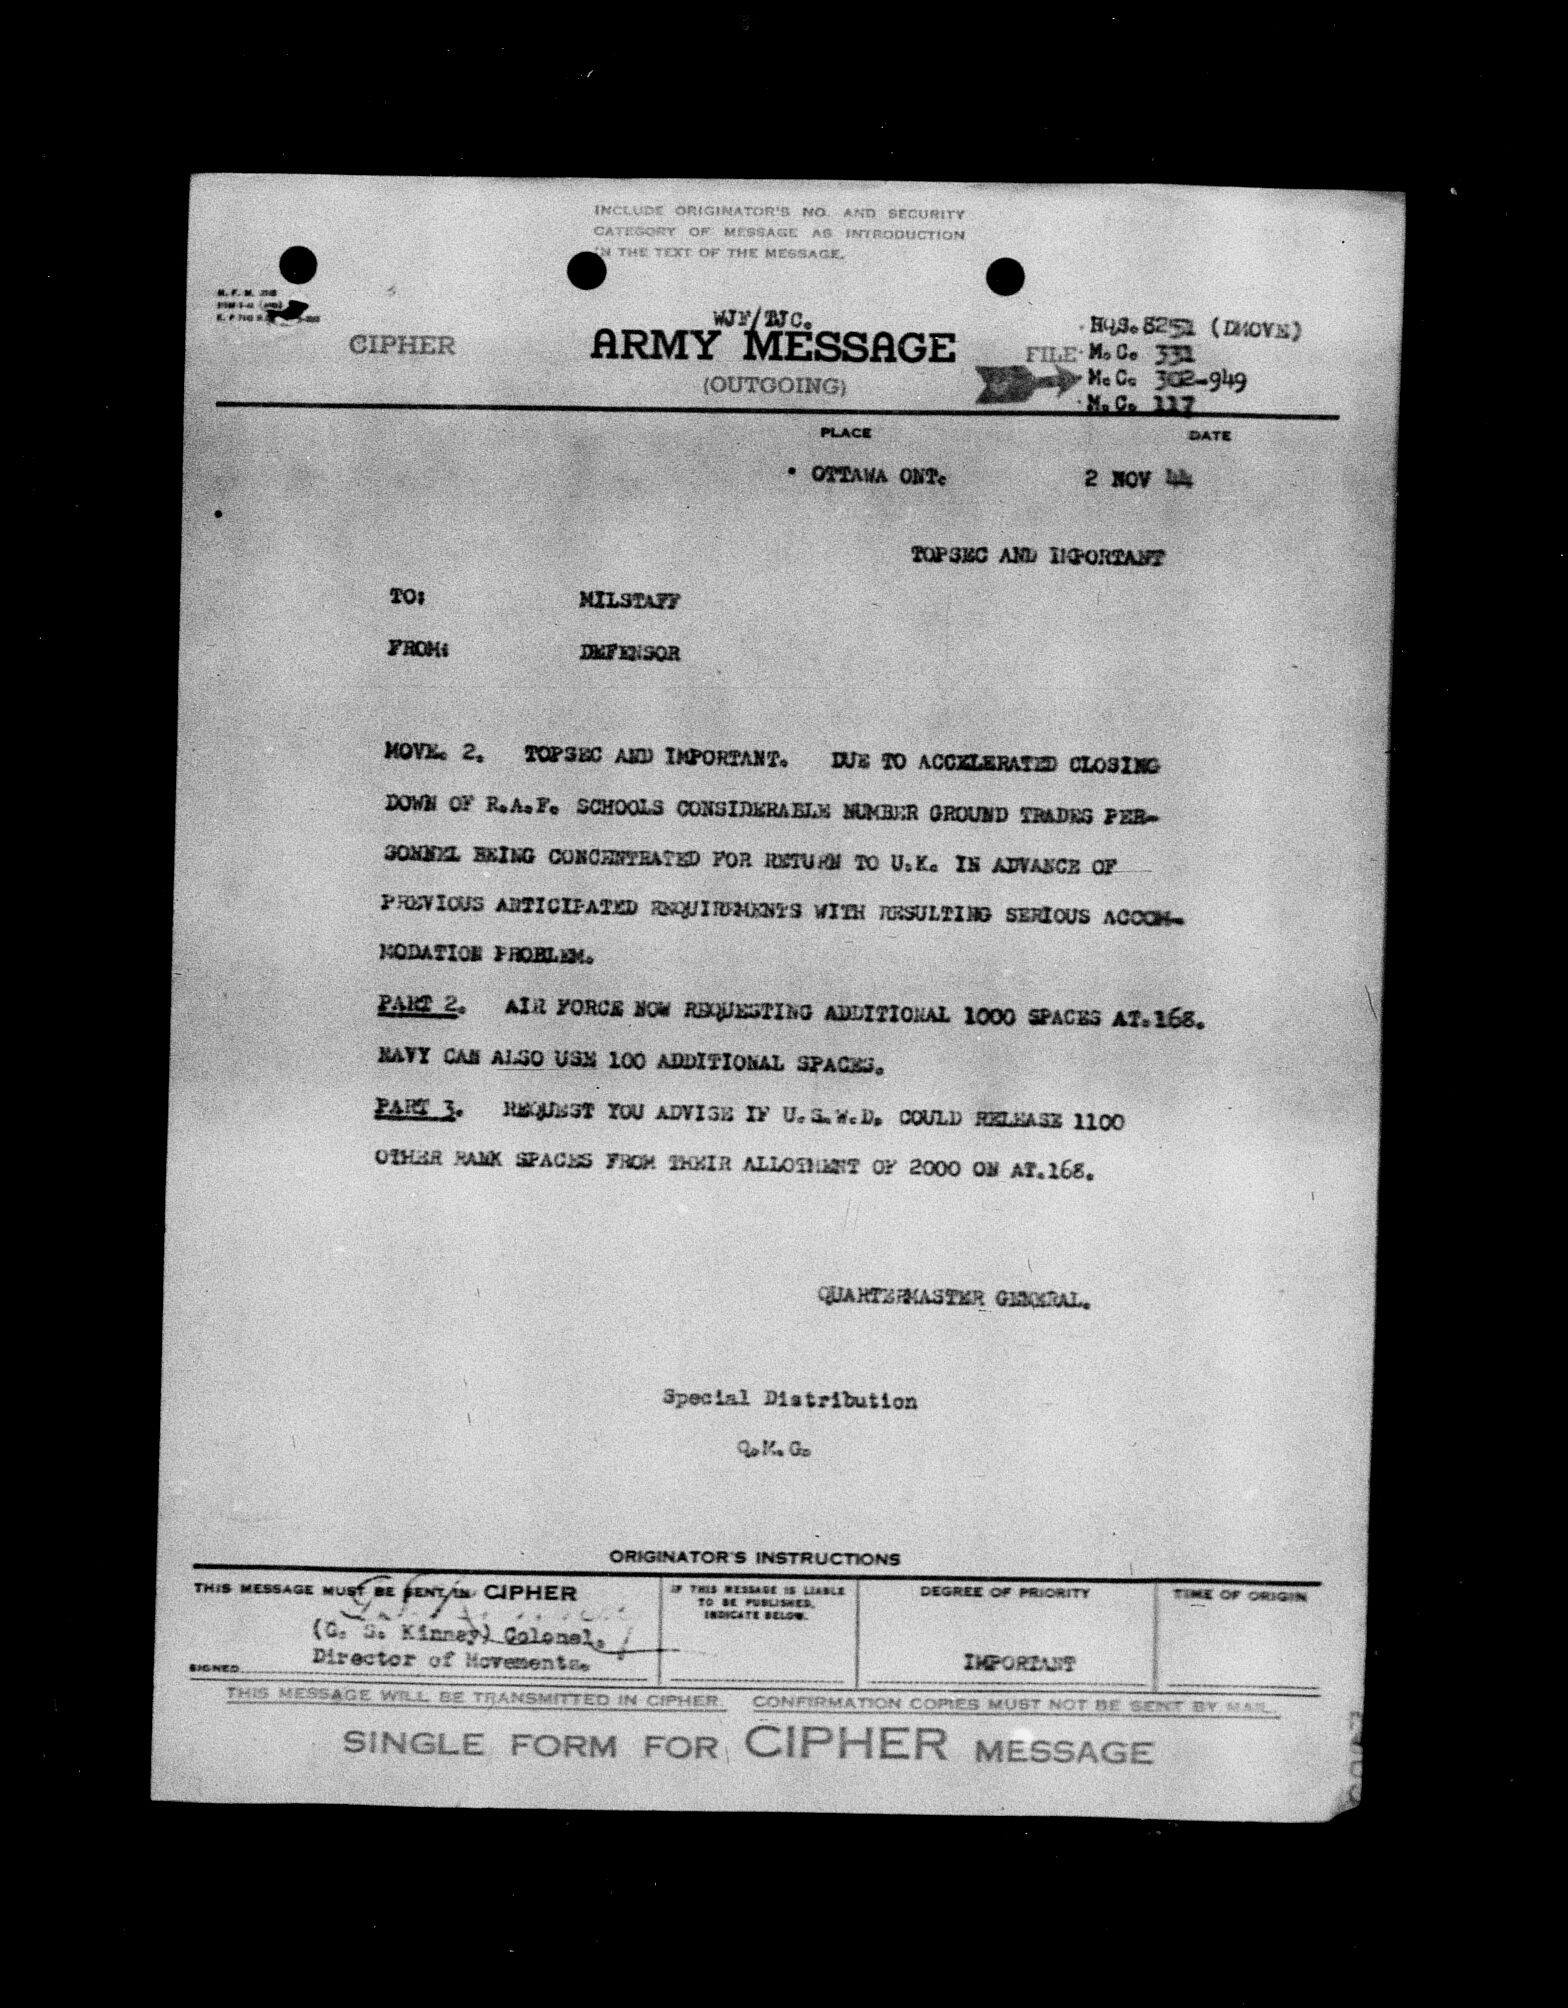 INCLUDE ORIGINATOR'S NO. AND SECURITY
CATEGORY OF MESSAGE AS INTRODUCTION
IN THE TEXT OF THE MESSAGE.
WJF/BJC.
CIPHER
ARMY MESSAGE
(OUTGOING)
HQS. 8251 (DMOVE)
FILE M.C. 331
M.C. 302-949
M.C. 117
PLACE DATE
OTTAWA ONT. 2 NOV 44
TOPSEC AND IMPORTANT
TO: MILSTAFF
FROM: DEFENSOR
MOVE. 2. TOPSEC AND IMPORTANT. DUE TO ACCELERATED CLOSING
DOWN OF R.A.F. SCHOOLS CONSIDERABLE NUMBER GROUND TRADES PER-
SONNEL BEING CONCENTRATED FOR RETURN TO U.K. IN ADVANCE OF
PREVIOUS ANTICIPATED REQUIREMENTS WITH RESULTING SERIOUS ACCOM-
MODATION PROBLEM.
PART 2. AIR FORCE NOW REQUESTING ADDITIONAL 1000 SPACES AT.168.
NAVY CAN ALSO USE 100 ADDITIONAL SPACES.
PART 3. REQUEST YOU ADVISE IF U.S.W.D. COULD RELEASE 1100
OTHER RANK SPACES FROM THEIR ALLOTMENT OF 2000 ON AT.168.
QUARTERMASTER GENERAL.
Special Distribution
Q.M.G.
ORIGINATOR'S INSTRUCTIONS
THIS MESSAGE MUST BE SENT IN CIPHER
IF THIS MESSAGE IS LIABLE
TO BE PUBLISHED,
INDICATE BELOW.
DEGREE OF PRIORITY
TIME OF ORIGIN
(G. S. Kinney) Colonel,
Director of Movements.
SIGNED
IMPORTANT
THIS MESSAGE WILL BE TRANSMITTED IN CIPHER. CONFIRMATION COPIES MUST NOT BE SENT BY MAIL.
SINGLE FORM FOR CIPHER MESSAGE